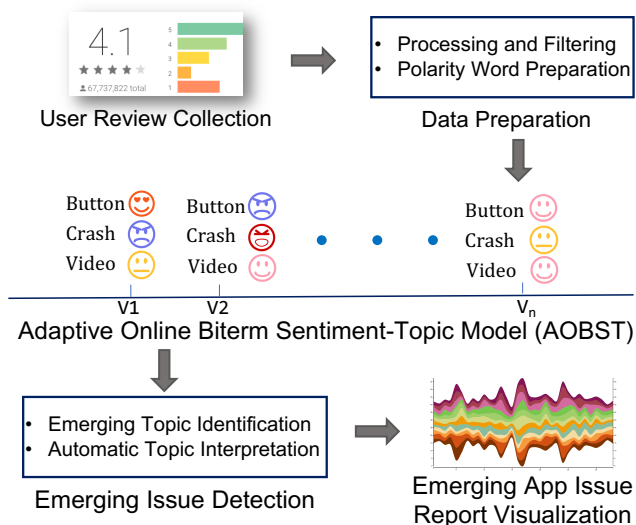 4.1
67,737,822 total
5
4
3
2
1
User Review Collection
• Processing and Filtering
• Polarity Word Preparation
Data Preparation
Button
Crash
Video
V1
Button
Crash
Video
V2
Button
Crash
Video
Vn
Adaptive Online Biterm Sentiment-Topic Model (AOBST)
• Emerging Topic Identification
• Automatic Topic Interpretation
Emerging Issue Detection
Emerging App Issue
Report Visualization